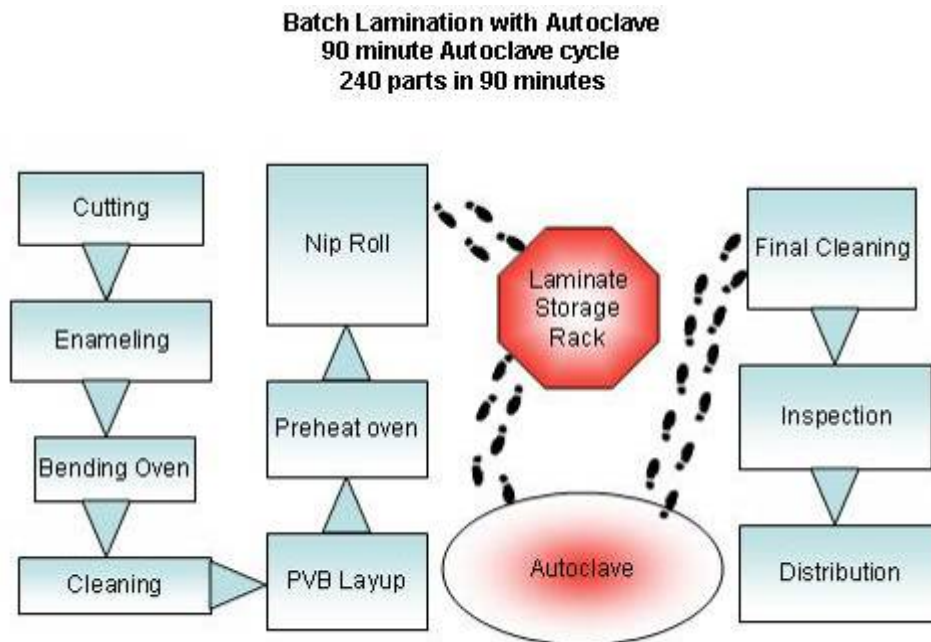 Batch Lamination with Autoclave
90 minute Autoclave cycle
240 parts in 90 minutes
Cutting
Enameling
Bending Oven
Cleaning
PVB Layup
Preheat oven
Nip Roll
Laminate
Storage
Rack
Autoclave
Final Cleaning
Inspection
Distribution